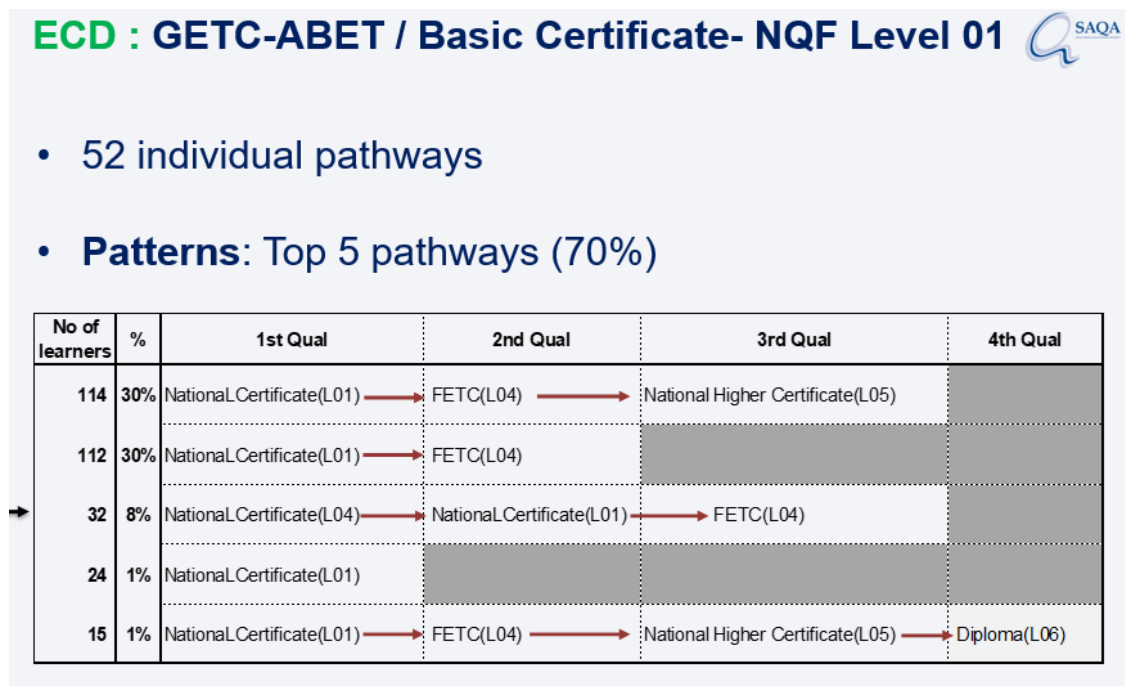 ECD : GETC-ABET / Basic Certificate- NQF Level 01
SAQA
• 52 individual pathways
• Patterns: Top 5 pathways (70%)
No of learners % 1st Qual 2nd Qual 3rd Qual 4th Qual
114 30% NationalCertificate(L01) FETC(L04) National Higher Certificate(L05)
112 30% NationalCertificate(L01) FETC(L04)
32 8% NationalCertificate(L04) NationalCertificate(L01) FETC(L04)
24 1% NationalCertificate(L01)
15 1% NationalCertificate(L01) FETC(L04) National Higher Certificate(L05) Diploma(L06)